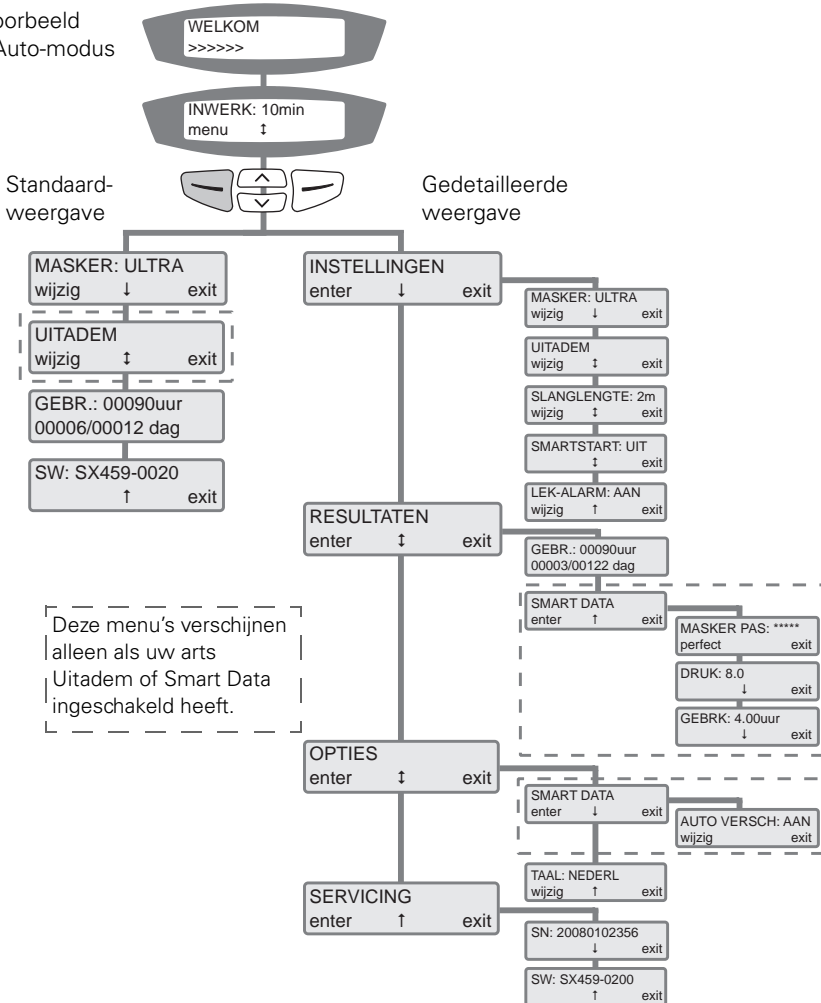 oorbeeld
Auto-modus
WELKOM
>>>>>>
INWERK: 10min
menu ↕
Standaard-
weergave
Gedetailleerde
weergave
MASKER: ULTRA
wijzig ↓ exit
UITADEM
wijzig ↕ exit
GEBR.: 00090uur
00006/00012 dag
SW: SX459-0020
↑ exit
INSTELLINGEN
enter ↓ exit
MASKER: ULTRA
wijzig ↓ exit
UITADEM
wijzig ↕ exit
SLANGLENGTE: 2m
wijzig ↕ exit
SMARTSTART: UIT
↕ exit
LEK-ALARM: AAN
wijzig ↑ exit
RESULTATEN
enter ↕ exit
GEBR.: 00090uur
00003/00122 dag
SMART DATA
enter ↑ exit
MASKER PAS: *****
perfect exit
DRUK: 8.0
↓ exit
GEBRK: 4.00uur
↓ exit
Deze menu's verschijnen
alleen als uw arts
Uitadem of Smart Data
ingeschakeld heeft.
OPTIES
enter ↕ exit
SMART DATA
enter ↓ exit
AUTO VERSCH: AAN
wijzig exit
TAAL: NEDERL
wijzig ↑ exit
SERVICING
enter ↑ exit
SN: 20080102356
↓ exit
SW: SX459-0200
↑ exit